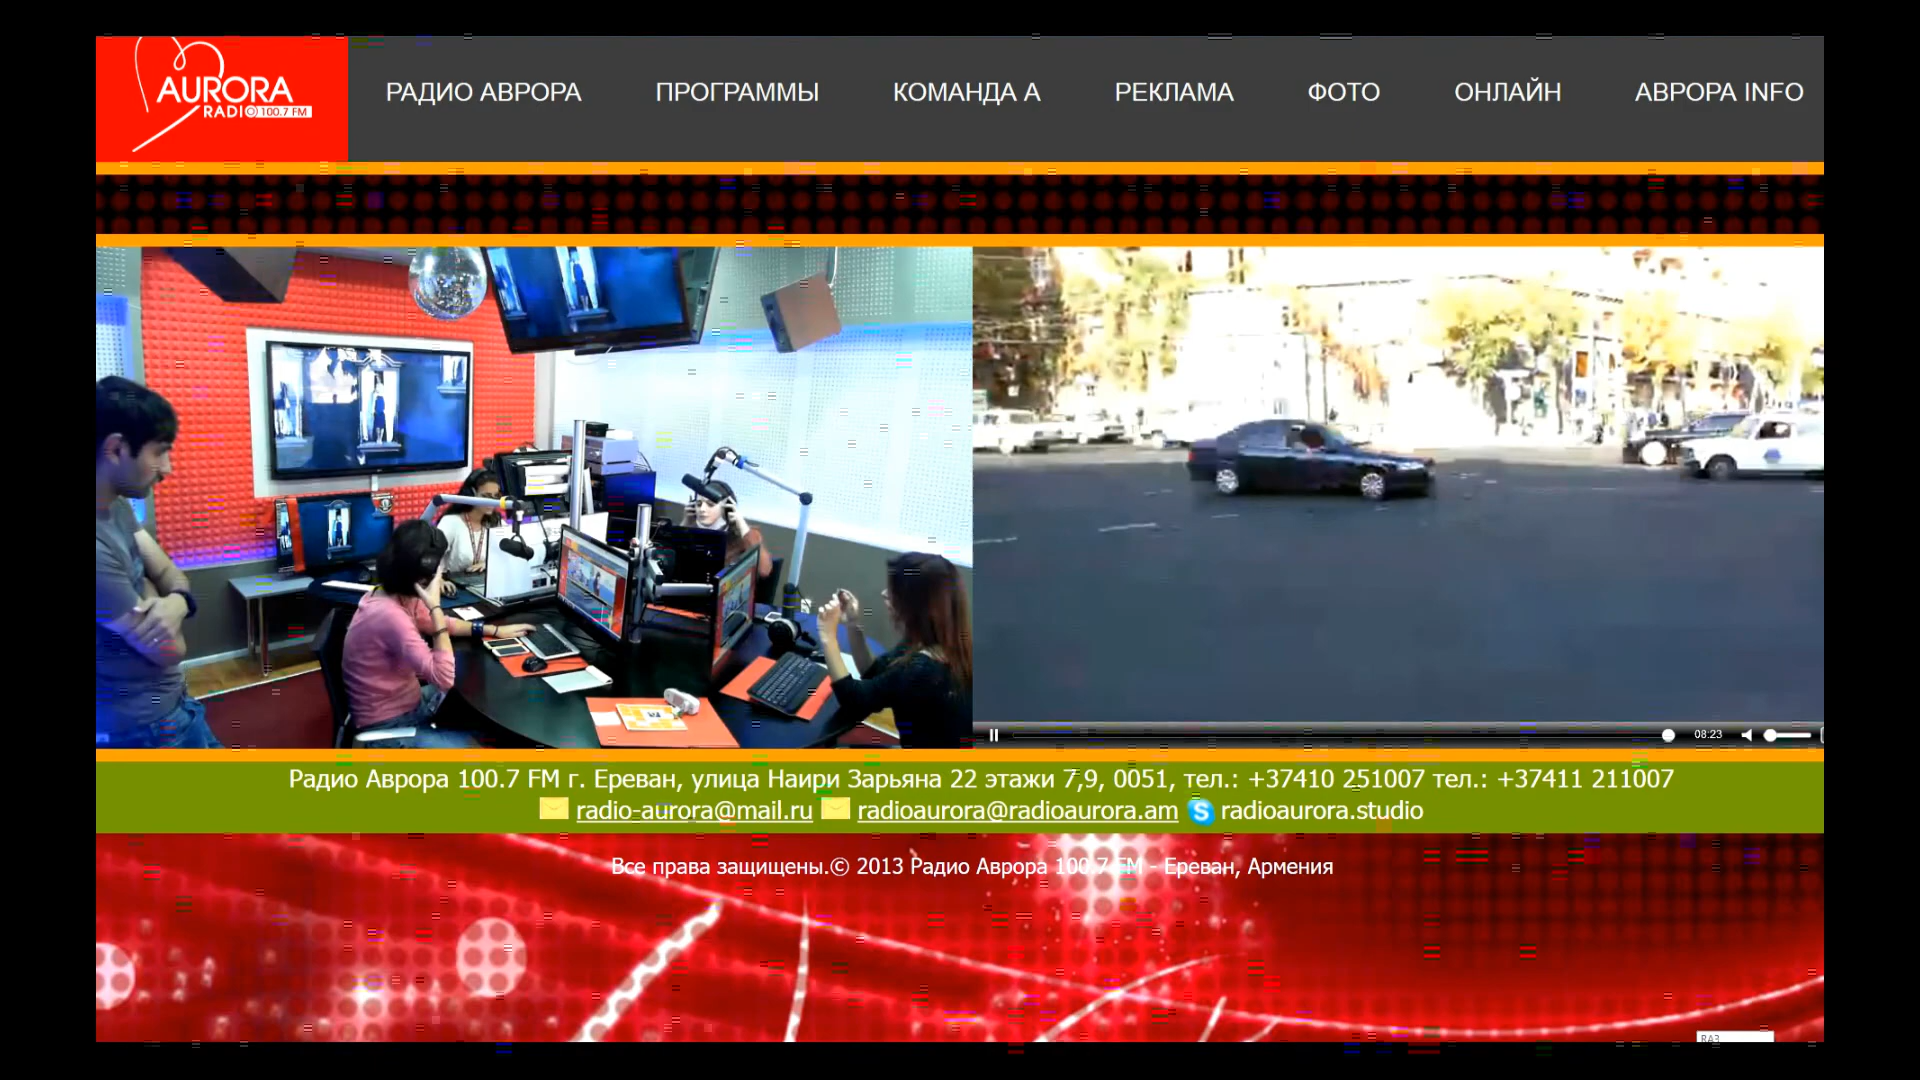 AURORA
RADIO 100.7 FM
РАДИО АВРОРА
ПРОГРАММЫ
КОМАНДА А
РЕКЛАМА
ФОТО
ОНЛАЙН
АВРОРА INFO
08:23
Радио Аврора 100.7 FM г. Ереван, улица Наири Зарьяна 22 этажи 7,9, 0051, тел.: +37410 251007 тел.: +37411 211007
radio-aurora@mail.ru radioaurora@radioaurora.am radioaurora.studio
Все права защищены.© 2013 Радио Аврора 100.7 FM - Ереван, Армения